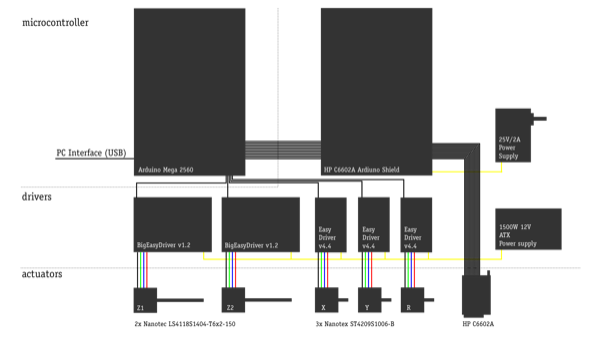 microcontroller
PC Interface (USB)
Arduino Mega 2560
HP C6602A Ardiuno Shield
25V/2A
Power
Supply
drivers
BigEasyDriver v1.2
BigEasyDriver v1.2
Easy
Driver
v4.4
Easy
Driver
v4.4
Easy
Driver
v4.4
1500W 12V
ATX
Power supply
actuators
Z1
Z2
X
Y
R
2x Nanotec LS4118S1404-T6x2-150
3x Nanotex ST4209S1006-B
HP C6602A